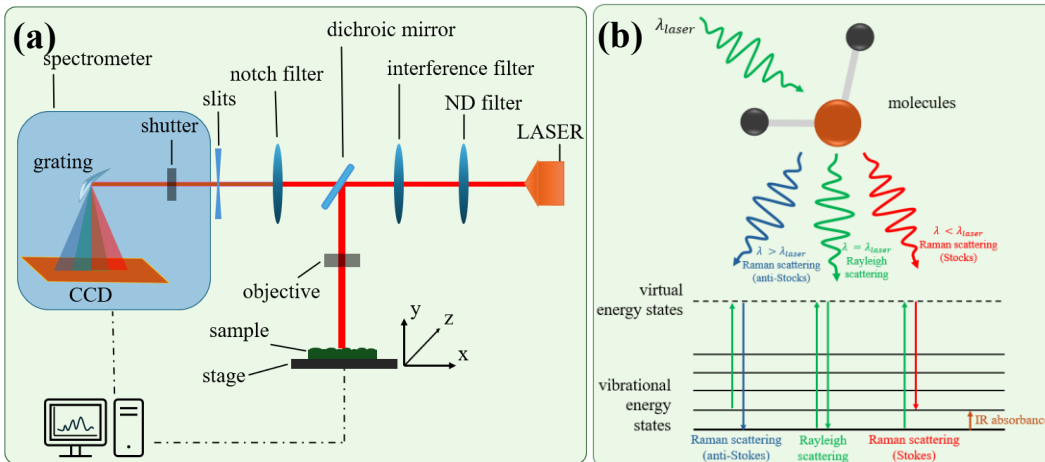 (a)
spectrometer
dichroic mirror
notch filter
interference filter
slits
ND filter
shutter
LASER
grating
CCD
objective
sample
stage
y
z
x
(b)
λlaser
molecules
λ > λlaser
Raman scattering
(anti-Stocks)
λ = λlaser
Rayleigh
scattering
λ < λlaser
Raman scattering
(Stocks)
virtual
energy states
vibrational
energy
states
IR absorbance
Raman scattering
(anti-Stokes)
Rayleigh
scattering
Raman scattering
(Stokes)